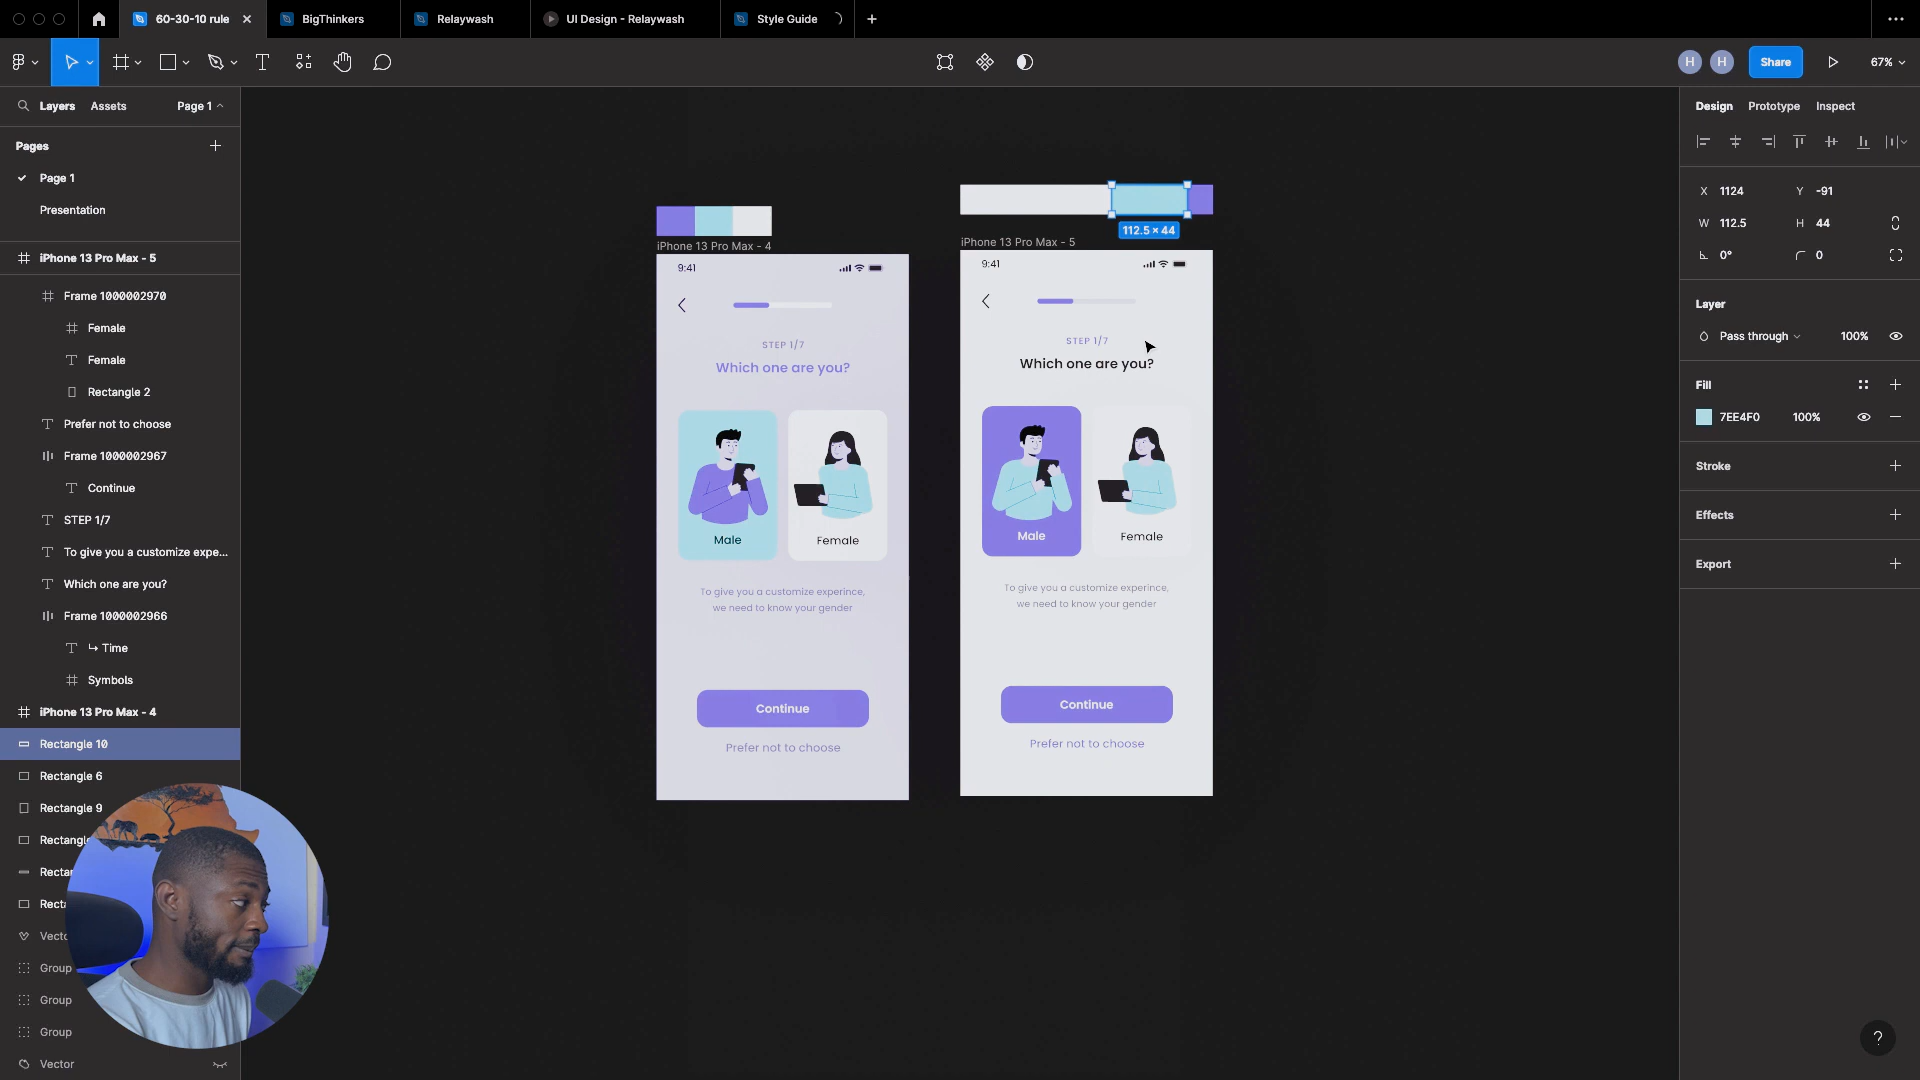 60-30-10 rule
BigThinkers
Relaywash
UI Design - Relaywash
Style Guide
H
H
Share
67%
Layers
Assets
Page 1
Pages
Page 1
Presentation
iPhone 13 Pro Max - 5
Frame 1000002970
Female
Female
Rectangle 2
Prefer not to choose
Frame 1000002967
Continue
STEP 1/7
To give you a customize expe...
Which one are you?
Frame 1000002966
↪ Time
Symbols
iPhone 13 Pro Max - 4
Rectangle 10
Rectangle 6
Rectangle 9
Group
Group
Group
Vector
iPhone 13 Pro Max - 4
9:41
STEP 1/7
Which one are you?
Male
Female
To give you a customize experince,
we need to know your gender
Continue
Prefer not to choose
112.5 × 44
iPhone 13 Pro Max - 5
9:41
STEP 1/7
Which one are you?
Male
Female
To give you a customize experince,
we need to know your gender
Continue
Prefer not to choose
Design
Prototype
Inspect
X 1124
Y -91
W 112.5
H 44
0°
0
Layer
Pass through
100%
Fill
7EE4F0
100%
Stroke
Effects
Export
?